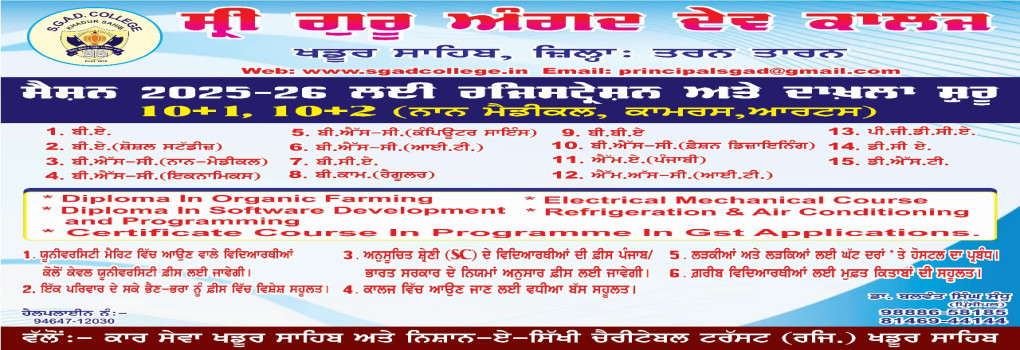 S.G.A.D. COLLEGE
KHADUR SAHIB
ਸ੍ਰੀ ਗੁਰੂ ਅੰਗਦ ਦੇਵ ਕਾਲਜ
ਖਡੂਰ ਸਾਹਿਬ, ਜ਼ਿਲ੍ਹਾ: ਤਰਨ ਤਾਰਨ
Web: www.sgadcollege.in Email: principalsgad@gmail.com
ਸੈਸ਼ਨ 2025-26 ਲਈ ਰਜਿਸਟ੍ਰੇਸ਼ਨ ਅਤੇ ਦਾਖ਼ਲਾ ਸ਼ੁਰੂ
10+1, 10+2 (ਨਾਨ ਮੈਡੀਕਲ, ਕਾਮਰਸ,ਆਰਟਸ)
1. ਬੀ.ਏ.
2. ਬੀ.ਏ.(ਸ਼ੋਸ਼ਲ ਸਟੱਡੀਜ਼)
3. ਬੀ.ਐੱਸ-ਸੀ.(ਨਾਨ-ਮੈਡੀਕਲ)
4. ਬੀ.ਐੱਸ-ਸੀ.(ਇਕਨਾਮਿਕਸ)
5. ਬੀ.ਐੱਸ-ਸੀ.(ਕੰਪਿਊਟਰ ਸਾਇੰਸ)
6. ਬੀ.ਐੱਸ-ਸੀ.(ਆਈ.ਟੀ.)
7. ਬੀ.ਸੀ.ਏ.
8. ਬੀ.ਕਾਮ.(ਰੈਗੂਲਰ)
9. ਬੀ.ਬੀ.ਏ
10. ਬੀ.ਐੱਸ-ਸੀ.(ਫ਼ੈਸ਼ਨ ਡਿਜ਼ਾਇਨਿੰਗ)
11. ਐੱਮ.ਏ.(ਪੰਜਾਬੀ)
12. ਐੱਮ.ਅੱਸ-ਸੀ.(ਆਈ.ਟੀ.)
13. ਪੀ.ਜੀ.ਡੀ.ਸੀ.ਏ.
14. ਡੀ.ਸੀ ਏ.
15. ਡੀ.ਐੱਸ.ਟੀ.
* Diploma In Organic Farming
* Diploma In Software Development
and Programming
* Electrical Mechanical Course
* Refrigeration & Air Conditioning
* Certificate Course In Programme In Gst Applications.
1. ਯੂਨੀਵਰਸਿਟੀ ਮੈਰਿਟ ਵਿੱਚ ਆਉਣ ਵਾਲੇ ਵਿਦਿਆਰਥੀਆਂ
ਕੋਲੋਂ ਕੇਵਲ ਯੂਨੀਵਰਸਿਟੀ ਫ਼ੀਸ ਲਈ ਜਾਵੇਗੀ।
2. ਇੱਕ ਪਰਿਵਾਰ ਦੇ ਸਕੇ ਭੈਣ-ਭਰਾ ਨੂੰ ਫ਼ੀਸ ਵਿੱਚ ਵਿਸ਼ੇਸ਼ ਸਹੂਲਤ।
3. ਅਨੁਸੂਚਿਤ ਸ਼੍ਰੇਣੀ (SC) ਦੇ ਵਿਦਿਆਰਥੀਆਂ ਦੀ ਫ਼ੀਸ ਪੰਜਾਬ/
ਭਾਰਤ ਸਰਕਾਰ ਦੇ ਨਿਯਮਾਂ ਅਨੁਸਾਰ ਫ਼ੀਸ ਲਈ ਜਾਵੇਗੀ।
4. ਕਾਲਜ ਵਿੱਚ ਆਉਣ ਜਾਣ ਲਈ ਵਧੀਆ ਬੱਸ ਸਹੂਲਤ।
5. ਲੜਕੀਆਂ ਅਤੇ ਲੜਕਿਆਂ ਲਈ ਘੱਟ ਦਰਾਂ 'ਤੇ ਹੋਸਟਲ ਦਾ ਪ੍ਰਬੰਧ।
6. ਗ਼ਰੀਬ ਵਿਦਿਆਰਥੀਆਂ ਲਈ ਮੁਫ਼ਤ ਕਿਤਾਬਾਂ ਦੀ ਸਹੂਲਤ।
ਹੈਲਪਲਾਈਨ ਨੰ:-
94647-12030
ਡਾ. ਬਲਵੰਤ ਸਿੰਘ ਸੰਧੂ
(ਪ੍ਰਿੰਸੀਪਲ)
98886-58185
81469-44144
ਵੱਲੋਂ:- ਕਾਰ ਸੇਵਾ ਖਡੂਰ ਸਾਹਿਬ ਅਤੇ ਨਿਸ਼ਾਨ-ਏ-ਸਿੱਖੀ ਚੈਰੀਟੇਬਲ ਟਰੱਸਟ (ਰਜਿ.) ਖਡੂਰ ਸਾਹਿਬ